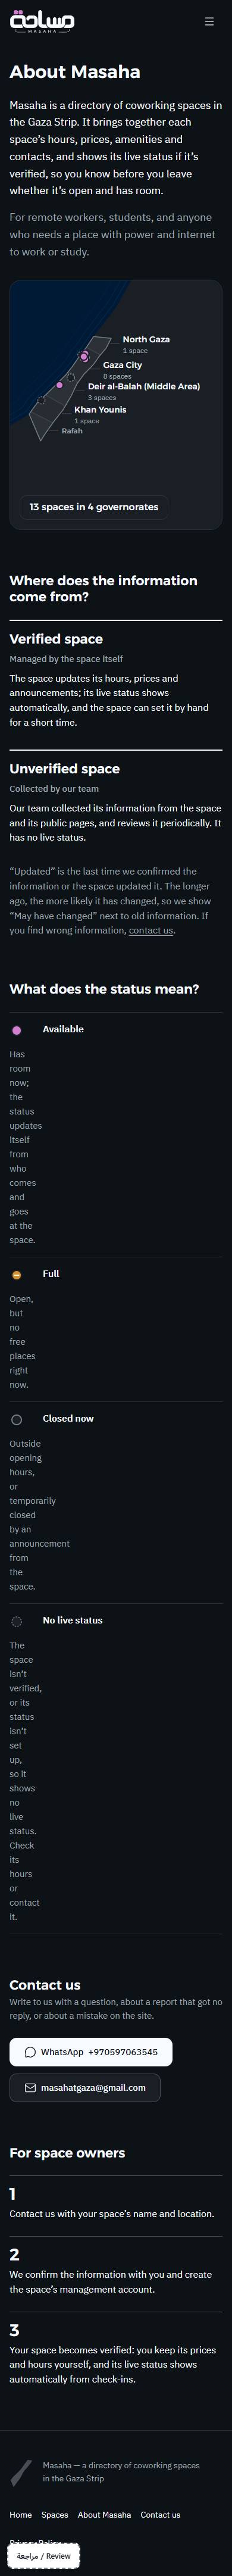 مساحة
MASAHA
About Masaha
Masaha is a directory of coworking spaces in
the Gaza Strip. It brings together each
space’s hours, prices, amenities and
contacts, and shows its live status if it’s
verified, so you know before you leave
whether it’s open and has room.
For remote workers, students, and anyone
who needs a place with power and internet
to work or study.
North Gaza
1 space
Gaza City
8 spaces
Deir al-Balah (Middle Area)
3 spaces
Khan Younis
1 space
Rafah
13 spaces in 4 governorates
Where does the information
come from?
Verified space
Managed by the space itself
The space updates its hours, prices and
announcements; its live status shows
automatically, and the space can set it by hand
for a short time.
Unverified space
Collected by our team
Our team collected its information from the space
and its public pages, and reviews it periodically. It
has no live status.
“Updated” is the last time we confirmed the
information or the space updated it. The longer
ago, the more likely it has changed, so we show
“May have changed” next to old information. If
you find wrong information, contact us.
What does the status mean?
Available
Has
room
now;
the
status
updates
itself
from
who
comes
and
goes
at the
space.
Full
Open,
but
no
free
places
right
now.
Closed now
Outside
opening
hours,
or
temporarily
closed
by an
announcement
from
the
space.
No live status
The
space
isn’t
verified,
or its
status
isn’t
set
up,
so it
shows
no
live
status.
Check
its
hours
or
contact
it.
Contact us
Write to us with a question, about a report that got no
reply, or about a mistake on the site.
WhatsApp +970597063545
masahatgaza@gmail.com
For space owners
1
Contact us with your space’s name and location.
2
We confirm the information with you and create
the space’s management account.
3
Your space becomes verified: you keep its prices
and hours yourself, and its live status shows
automatically from check-ins.
Masaha — a directory of coworking spaces
in the Gaza Strip
Home Spaces About Masaha Contact us
مراجعة / Review